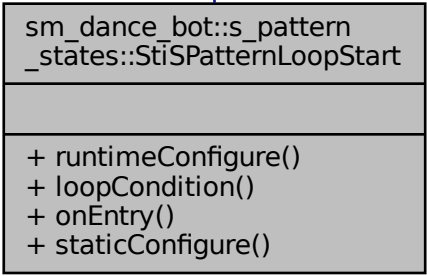 sm_dance_bot::s_pattern
_states::StiSPatternLoopStart
+ runtimeConfigure()
+ loopCondition()
+ onEntry()
+ staticConfigure()